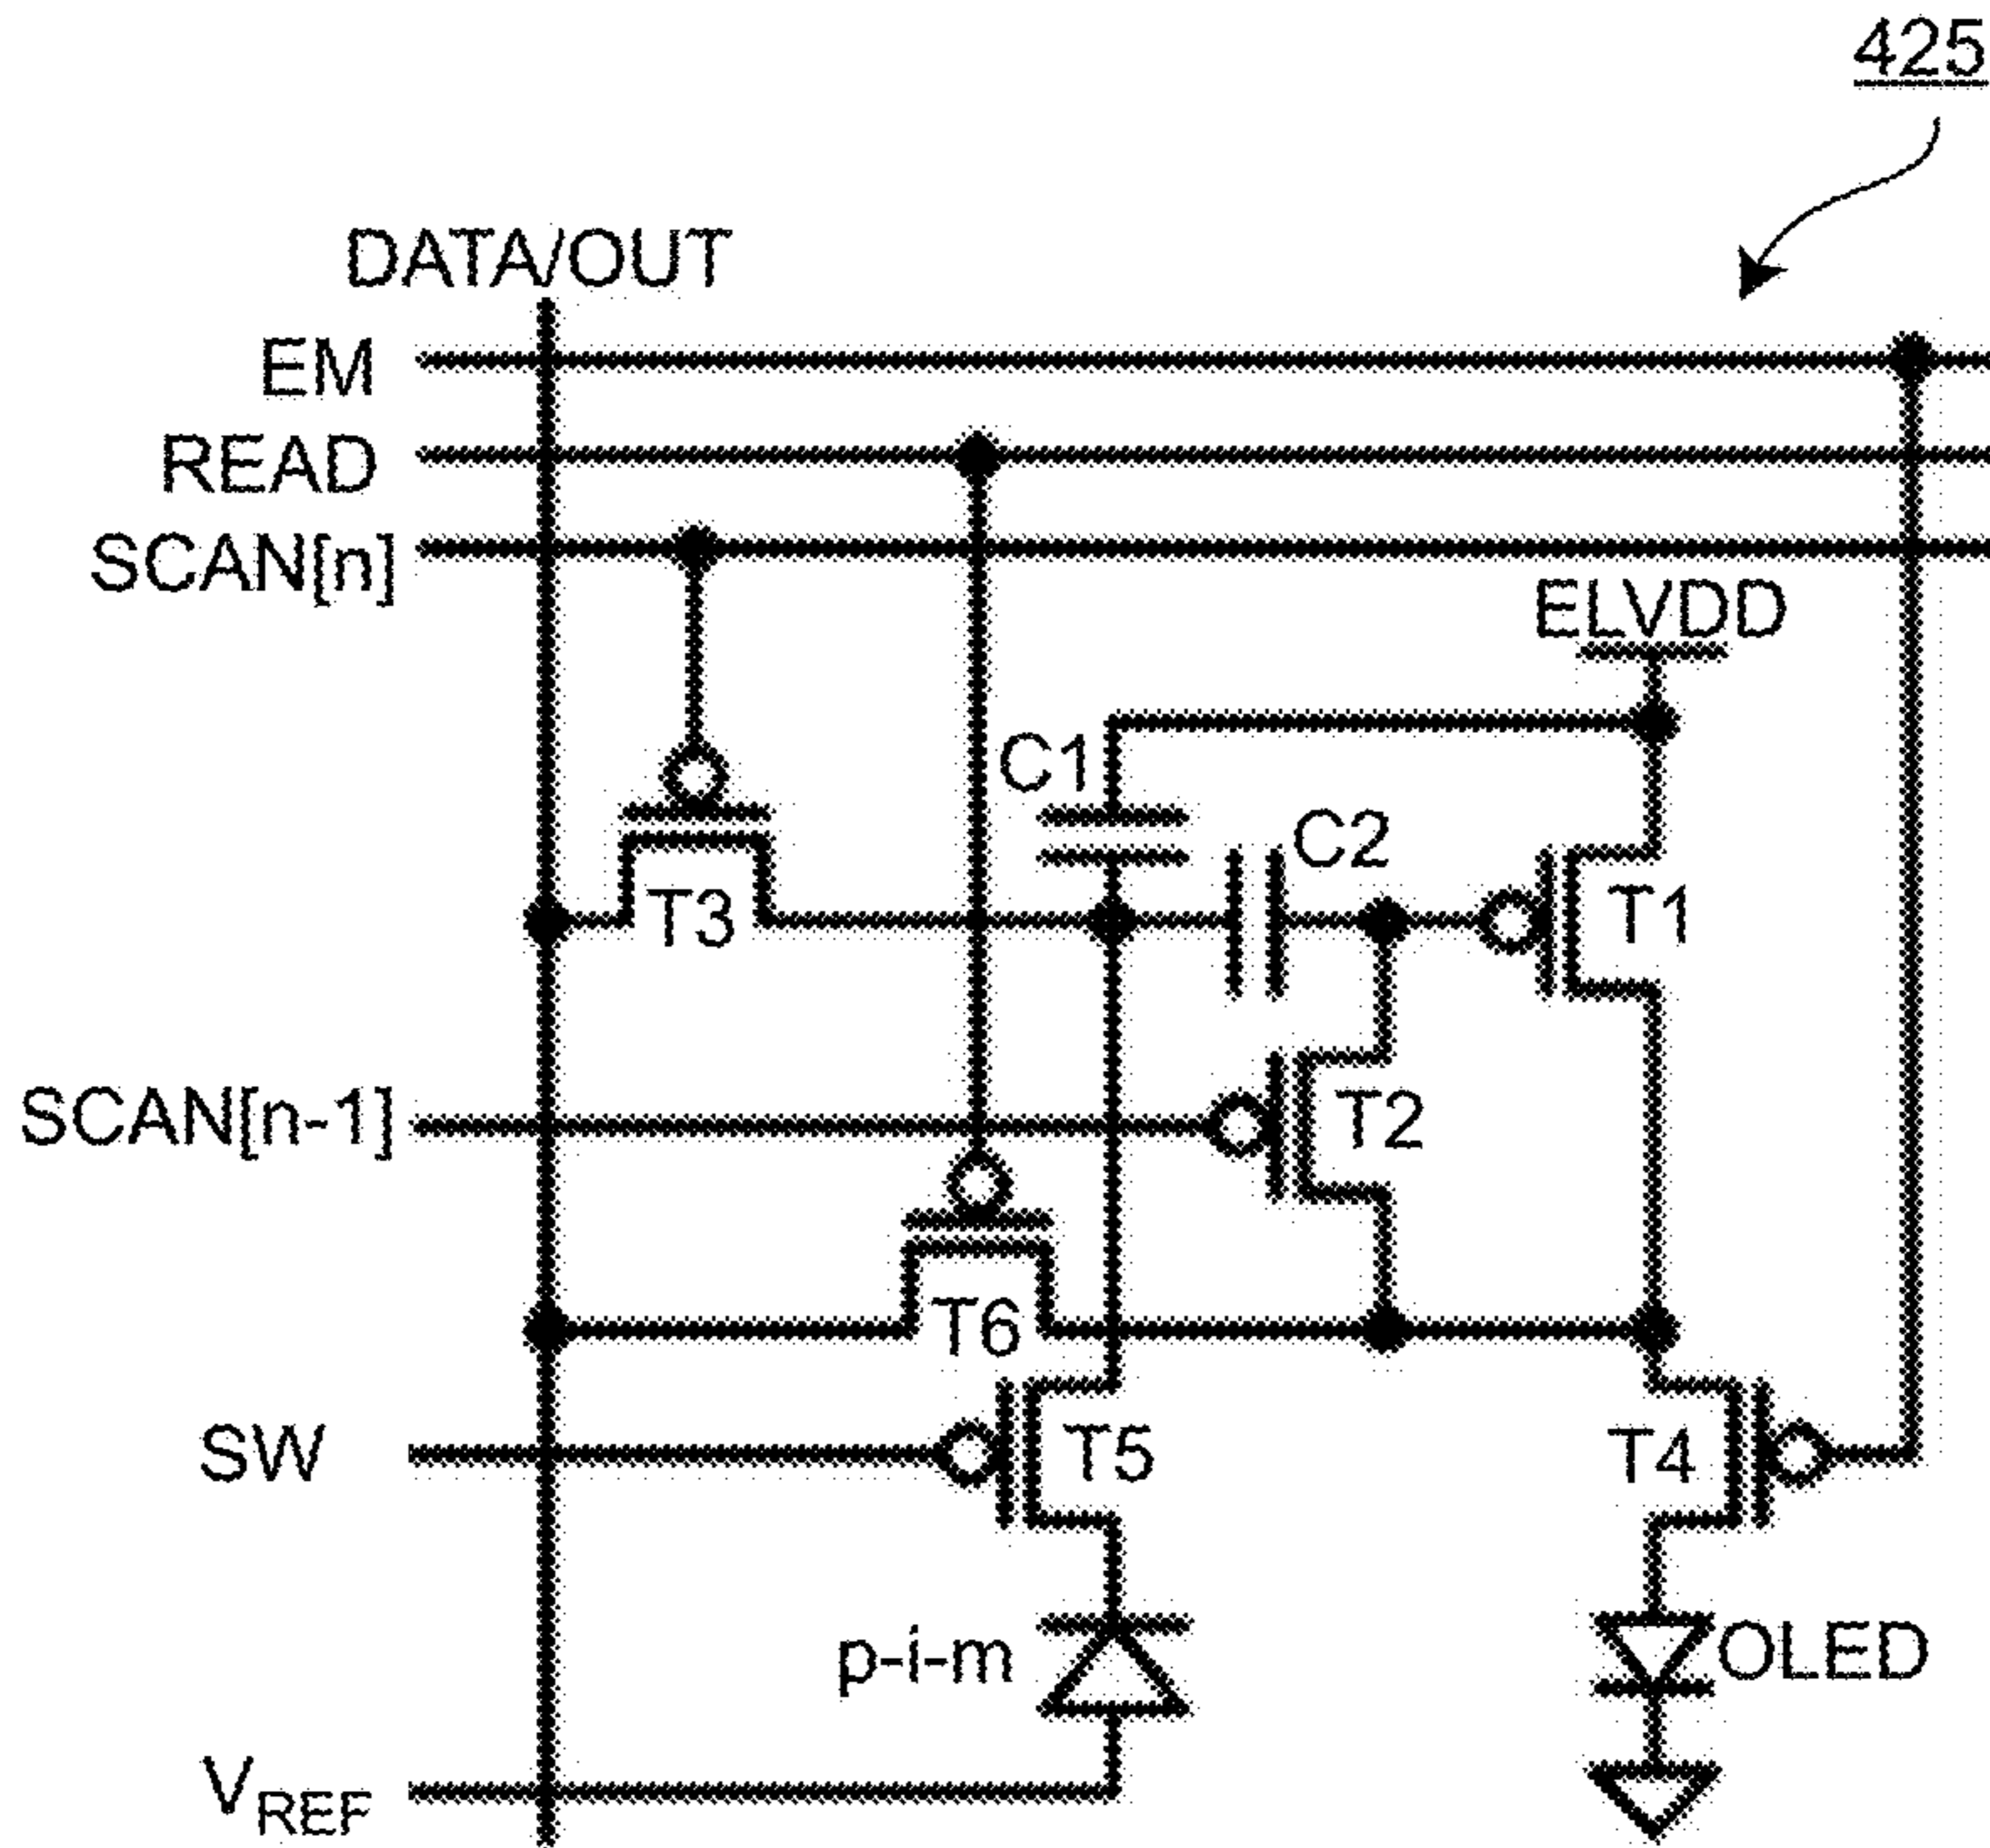 425
DATA/OUT
EM
READ
SCAN[n]
ELVDD
C1
C2
T3
T1
SCAN[n-1]
T2
T6
SW
T5
T4
p-i-m
OLED
VREF